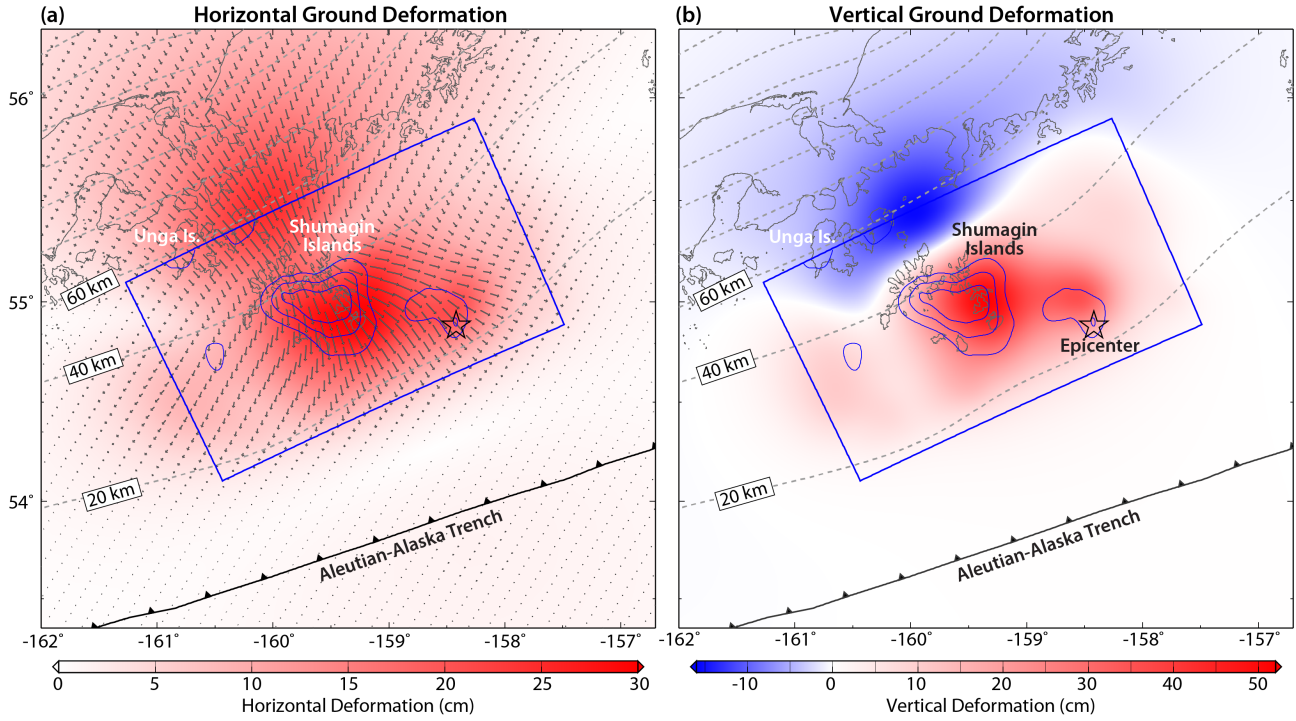 (a) Horizontal Ground Deformation
56°
55°
54°
Unga Is.
Shumagin
Islands
60 km
40 km
20 km
Aleutian-Alaska Trench
-162° -161° -160° -159° -158° -157°
0 5 10 15 20 25 30
Horizontal Deformation (cm)
(b) Vertical Ground Deformation
Unga Is.
Shumagin
Islands
60 km
Epicenter
40 km
20 km
Aleutian-Alaska Trench
-162° -161° -160° -159° -158° -157°
-10 0 10 20 30 40 50
Vertical Deformation (cm)